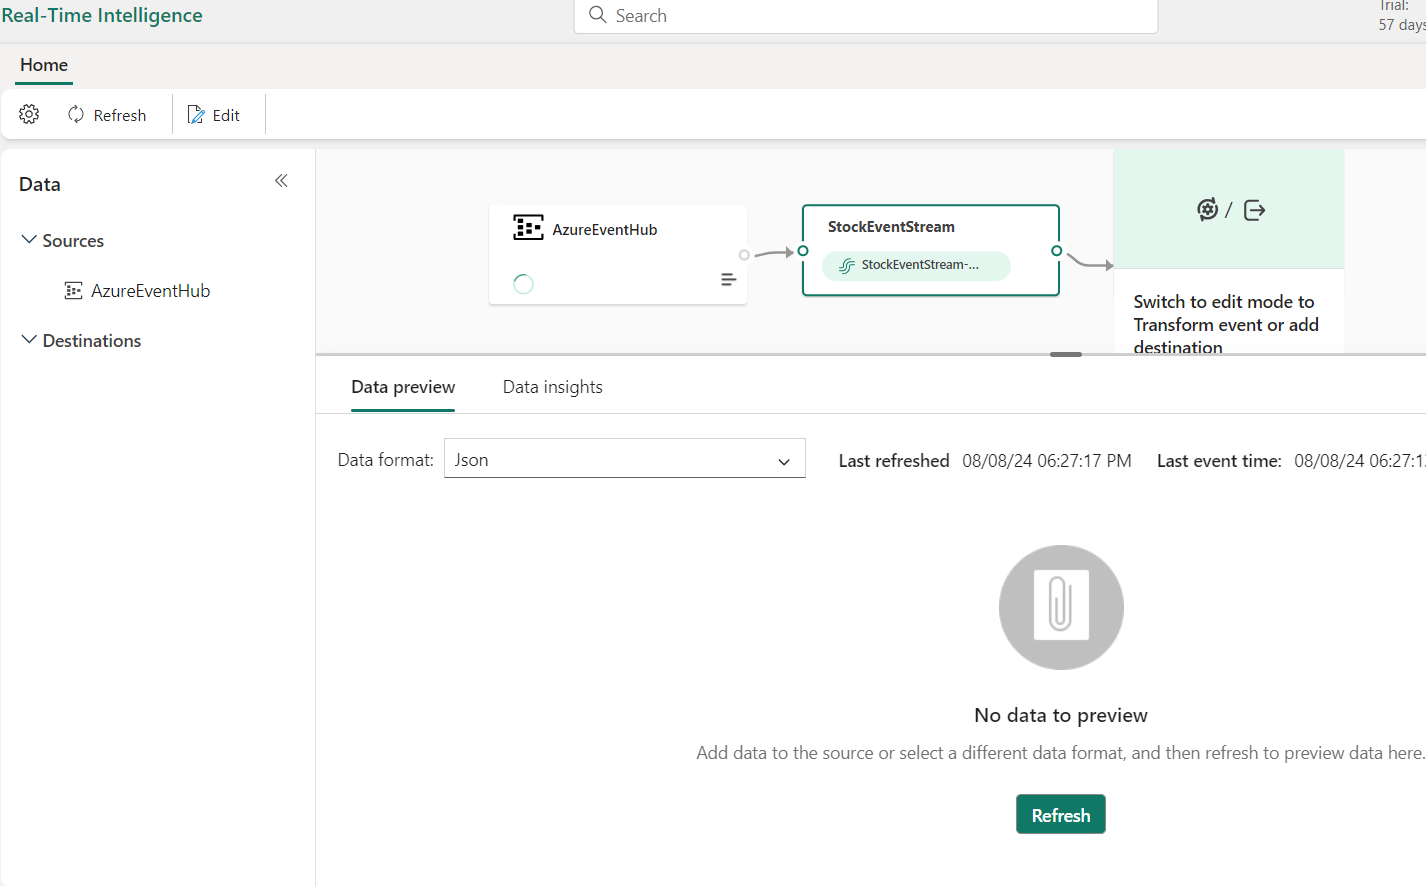 Real-Time Intelligence
Search
Trial:
57 days
Home
Refresh
Edit
Data
Sources
AzureEventHub
Destinations
AzureEventHub
StockEventStream
StockEventStream-...
/
Switch to edit mode to
Transform event or add
destination
Data preview
Data insights
Data format:
Json
Last refreshed
08/08/24 06:27:17 PM
Last event time:
08/08/24 06:27:1
No data to preview
Add data to the source or select a different data format, and then refresh to preview data here.
Refresh